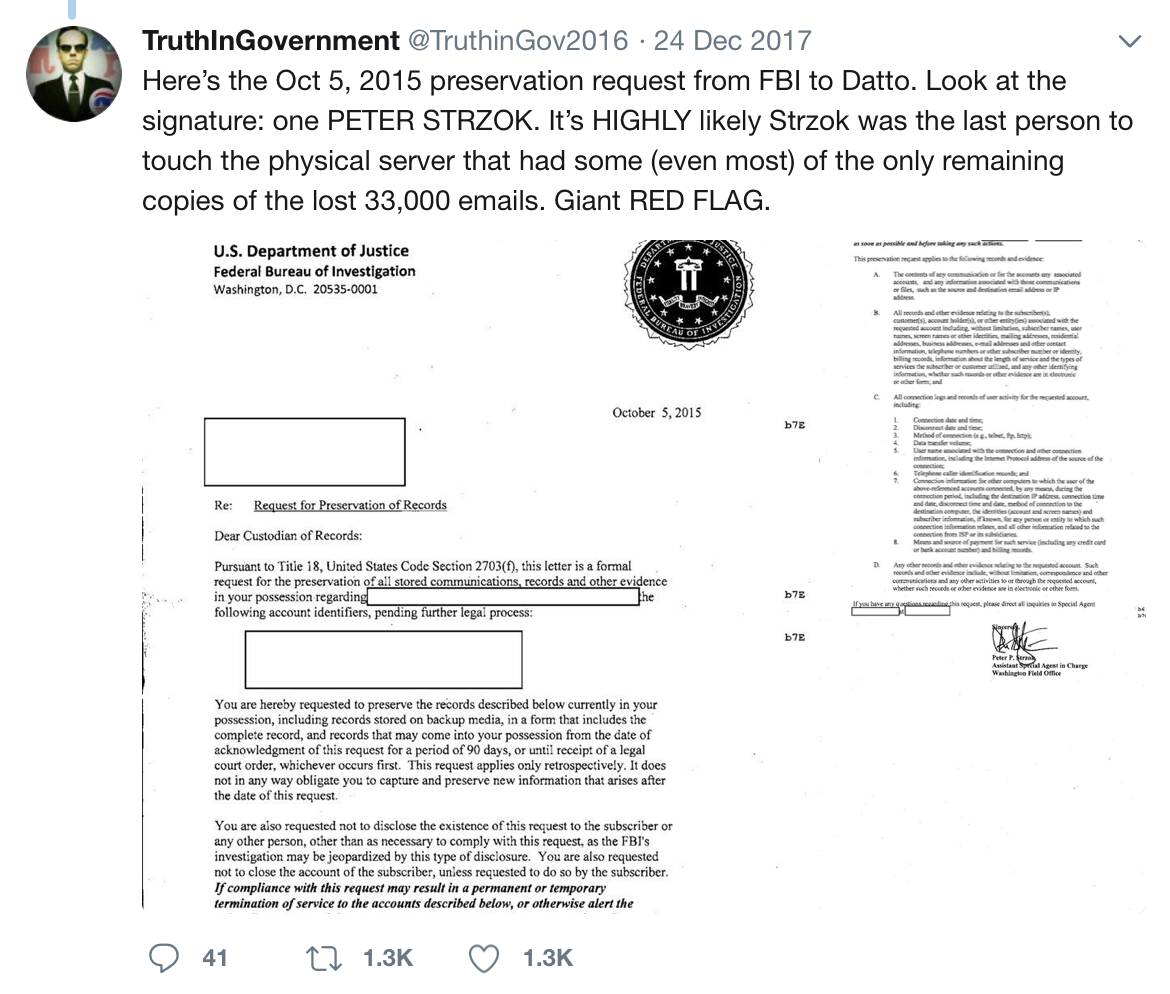 TruthInGovernment @TruthinGov2016 · 24 Dec 2017
Here’s the Oct 5, 2015 preservation request from FBI to Datto. Look at the
signature: one PETER STRZOK. It’s HIGHLY likely Strzok was the last person to
touch the physical server that had some (even most) of the only remaining
copies of the lost 33,000 emails. Giant RED FLAG.
U.S. Department of Justice
Federal Bureau of Investigation
Washington, D.C. 20535-0001
FEDERAL BUREAU OF INVESTIGATION
October 5, 2015
b7E
Re: Request for Preservation of Records
Dear Custodian of Records:
Pursuant to Title 18, United States Code Section 2703(f), this letter is a formal
request for the preservation of all stored communications, records and other evidence
in your possession regarding he
b7E
following account identifiers, pending further legal process:
b7E
You are hereby requested to preserve the records described below currently in your
possession, including records stored on backup media, in a form that includes the
complete record, and records that may come into your possession from the date of
acknowledgment of this request for a period of 90 days, or until receipt of a legal
court order, whichever occurs first. This request applies only retrospectively. It does
not in any way obligate you to capture and preserve new information that arises after
the date of this request.
You are also requested not to disclose the existence of this request to the subscriber or
any other person, other than as necessary to comply with this request, as the FBI's
investigation may be jeopardized by this type of disclosure. You are also requested
not to close the account of the subscriber, unless requested to do so by the subscriber.
If compliance with this request may result in a permanent or temporary
termination of service to the accounts described below, or otherwise alert the
as soon as possible and before taking any such actions.
This preservation request applies to the following records and evidence:
A. The contents of any communication or file
accounts, and any information associated with those communications
or files, such as the source and destination email address or IP
address.
B. All records and other evidence relating to the subscriber(s),
customer(s), account holder(s), or other entity(ies) associated with the
requested account including, without limitation, subscriber names, user
names, screen names or other identities, mailing addresses, residential
addresses, business addresses, e-mail addresses and other contact
information, telephone numbers or other subscriber number or identity,
billing records, information about the length of service and the types of
services the subscriber or customer utilized, and any other identifying
information, whether such records or other evidence are in electronic
or other form; and
C. All connection logs and records of user activity for the requested account,
including:
1. Connection date and time;
2. Disconnect date and time;
3. Method of connection (e.g., telnet, ftp, http);
4. Data transfer volume;
5. User name associated with the connection and other connection
information, including the Internet Protocol address of the source of the
connection;
6. Telephone caller identification records; and
7. Connection information for other computers to which the user of the
above-referenced accounts connected, by any means, during the
connection period, including the destination IP address, connection time
and date, disconnect time and date, method of connection to the
destination computer, the identities (account and screen names) and
subscriber information, if known, for any person or entity to which such
connection information relates, and all other information related to the
connection from ISP or its subsidiaries.
8. Means and source of payment for such service (including any credit card
or bank account number) and billing records.
D. Any other records and other evidence relating to the requested account. Such
records and other evidence include, without limitation, correspondence and other
communications and any other activities to or through the requested account,
whether such records or other evidence are in electronic or other form.
If you have any questions regarding this request, please direct all inquiries to Special Agent
at
Sincerely,
Peter P. Strzok
Assistant Special Agent in Charge
Washington Field Office
41 1.3K 1.3K